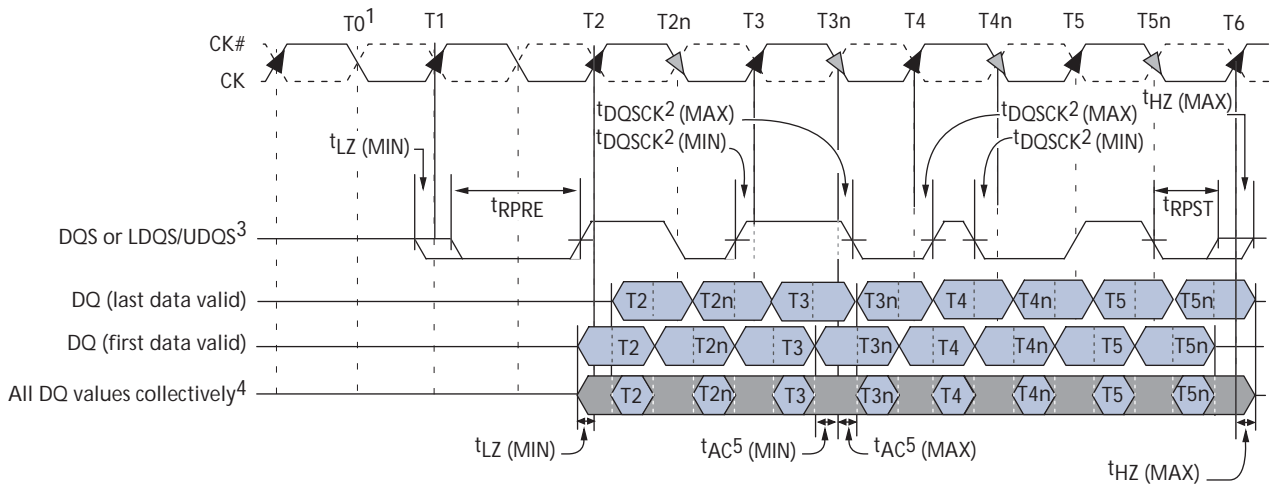 T0¹ T1 T2 T2n T3 T3n T4 T4n T5 T5n T6
CK#
CK
tHZ (MAX)
tDQSCK² (MAX) tDQSCK² (MAX)
tDQSCK² (MIN) tDQSCK² (MIN)
tLZ (MIN)
tRPRE tRPST
DQS or LDQS/UDQS³
DQ (last data valid) T2 T2n T3 T3n T4 T4n T5 T5n
DQ (first data valid) T2 T2n T3 T3n T4 T4n T5 T5n
All DQ values collectively⁴ T2 T2n T3 T3n T4 T4n T5 T5n
tLZ (MIN) tAC⁵ (MIN) tAC⁵ (MAX)
tHZ (MAX)